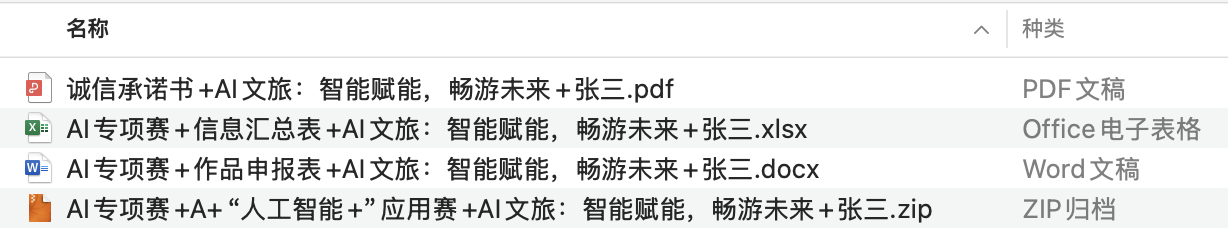 名称 种类
诚信承诺书+AI文旅：智能赋能，畅游未来+张三.pdf PDF文稿
AI专项赛+信息汇总表+AI文旅：智能赋能，畅游未来+张三.xlsx Office电子表格
AI专项赛+作品申报表+AI文旅：智能赋能，畅游未来+张三.docx Word文稿
AI专项赛+A+“人工智能+”应用赛+AI文旅：智能赋能，畅游未来+张三.zip ZIP归档